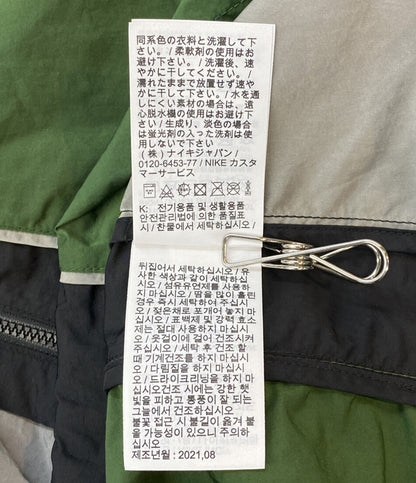 同系色の衣料と洗濯して下
さい。/ 柔軟剤の使用はお
避け下さい。/ 洗濯後、速
やかに干してください。/
濡れたままで放置せず速や
かに干して下さい。/ 水を通
しにくい素材の場合は、遠
心脱水機の使用はお避け下
さい / 生成り、淡色の場合
は蛍光剤の入った洗剤は使
用しないで下さい
(株) ナイキジャパン /
0120-6453-77 / NIKE カスタ
マーサービス
K: 전기용품 및 생활용품
안전관리법에 의한 품질표
시 / 찬물에서 세탁하십시오
뒤집어서 세탁하십시오 / 유
사한 색상과 같이 세탁하십
시오 / 섬유유연제를 사용하
지 마십시오 / 땀을 많이 흘린
경우 즉시 세탁하여 주십시
오 / 젖은채로 포개어 놓지 마
십시오 / 표백제 및 강력 효소
제는 절대 사용하지 마십시
오 / 옷걸이에 걸어 건조시켜
주십시오 / 세탁 후 건조 할
때 기계건조를 하지 마십시
오 / 다림질을 하지 마십시
오 / 드라이크리닝을 하지 마
십시오건조 시에는 강한 햇
빛을 피하고 통풍이 잘 되는
그늘에서 건조하십시오
불꽃 접근 시 불길이 옮겨 붙
을 가능성이 있으니 주의하
십시오
제조년월 : 2021,08